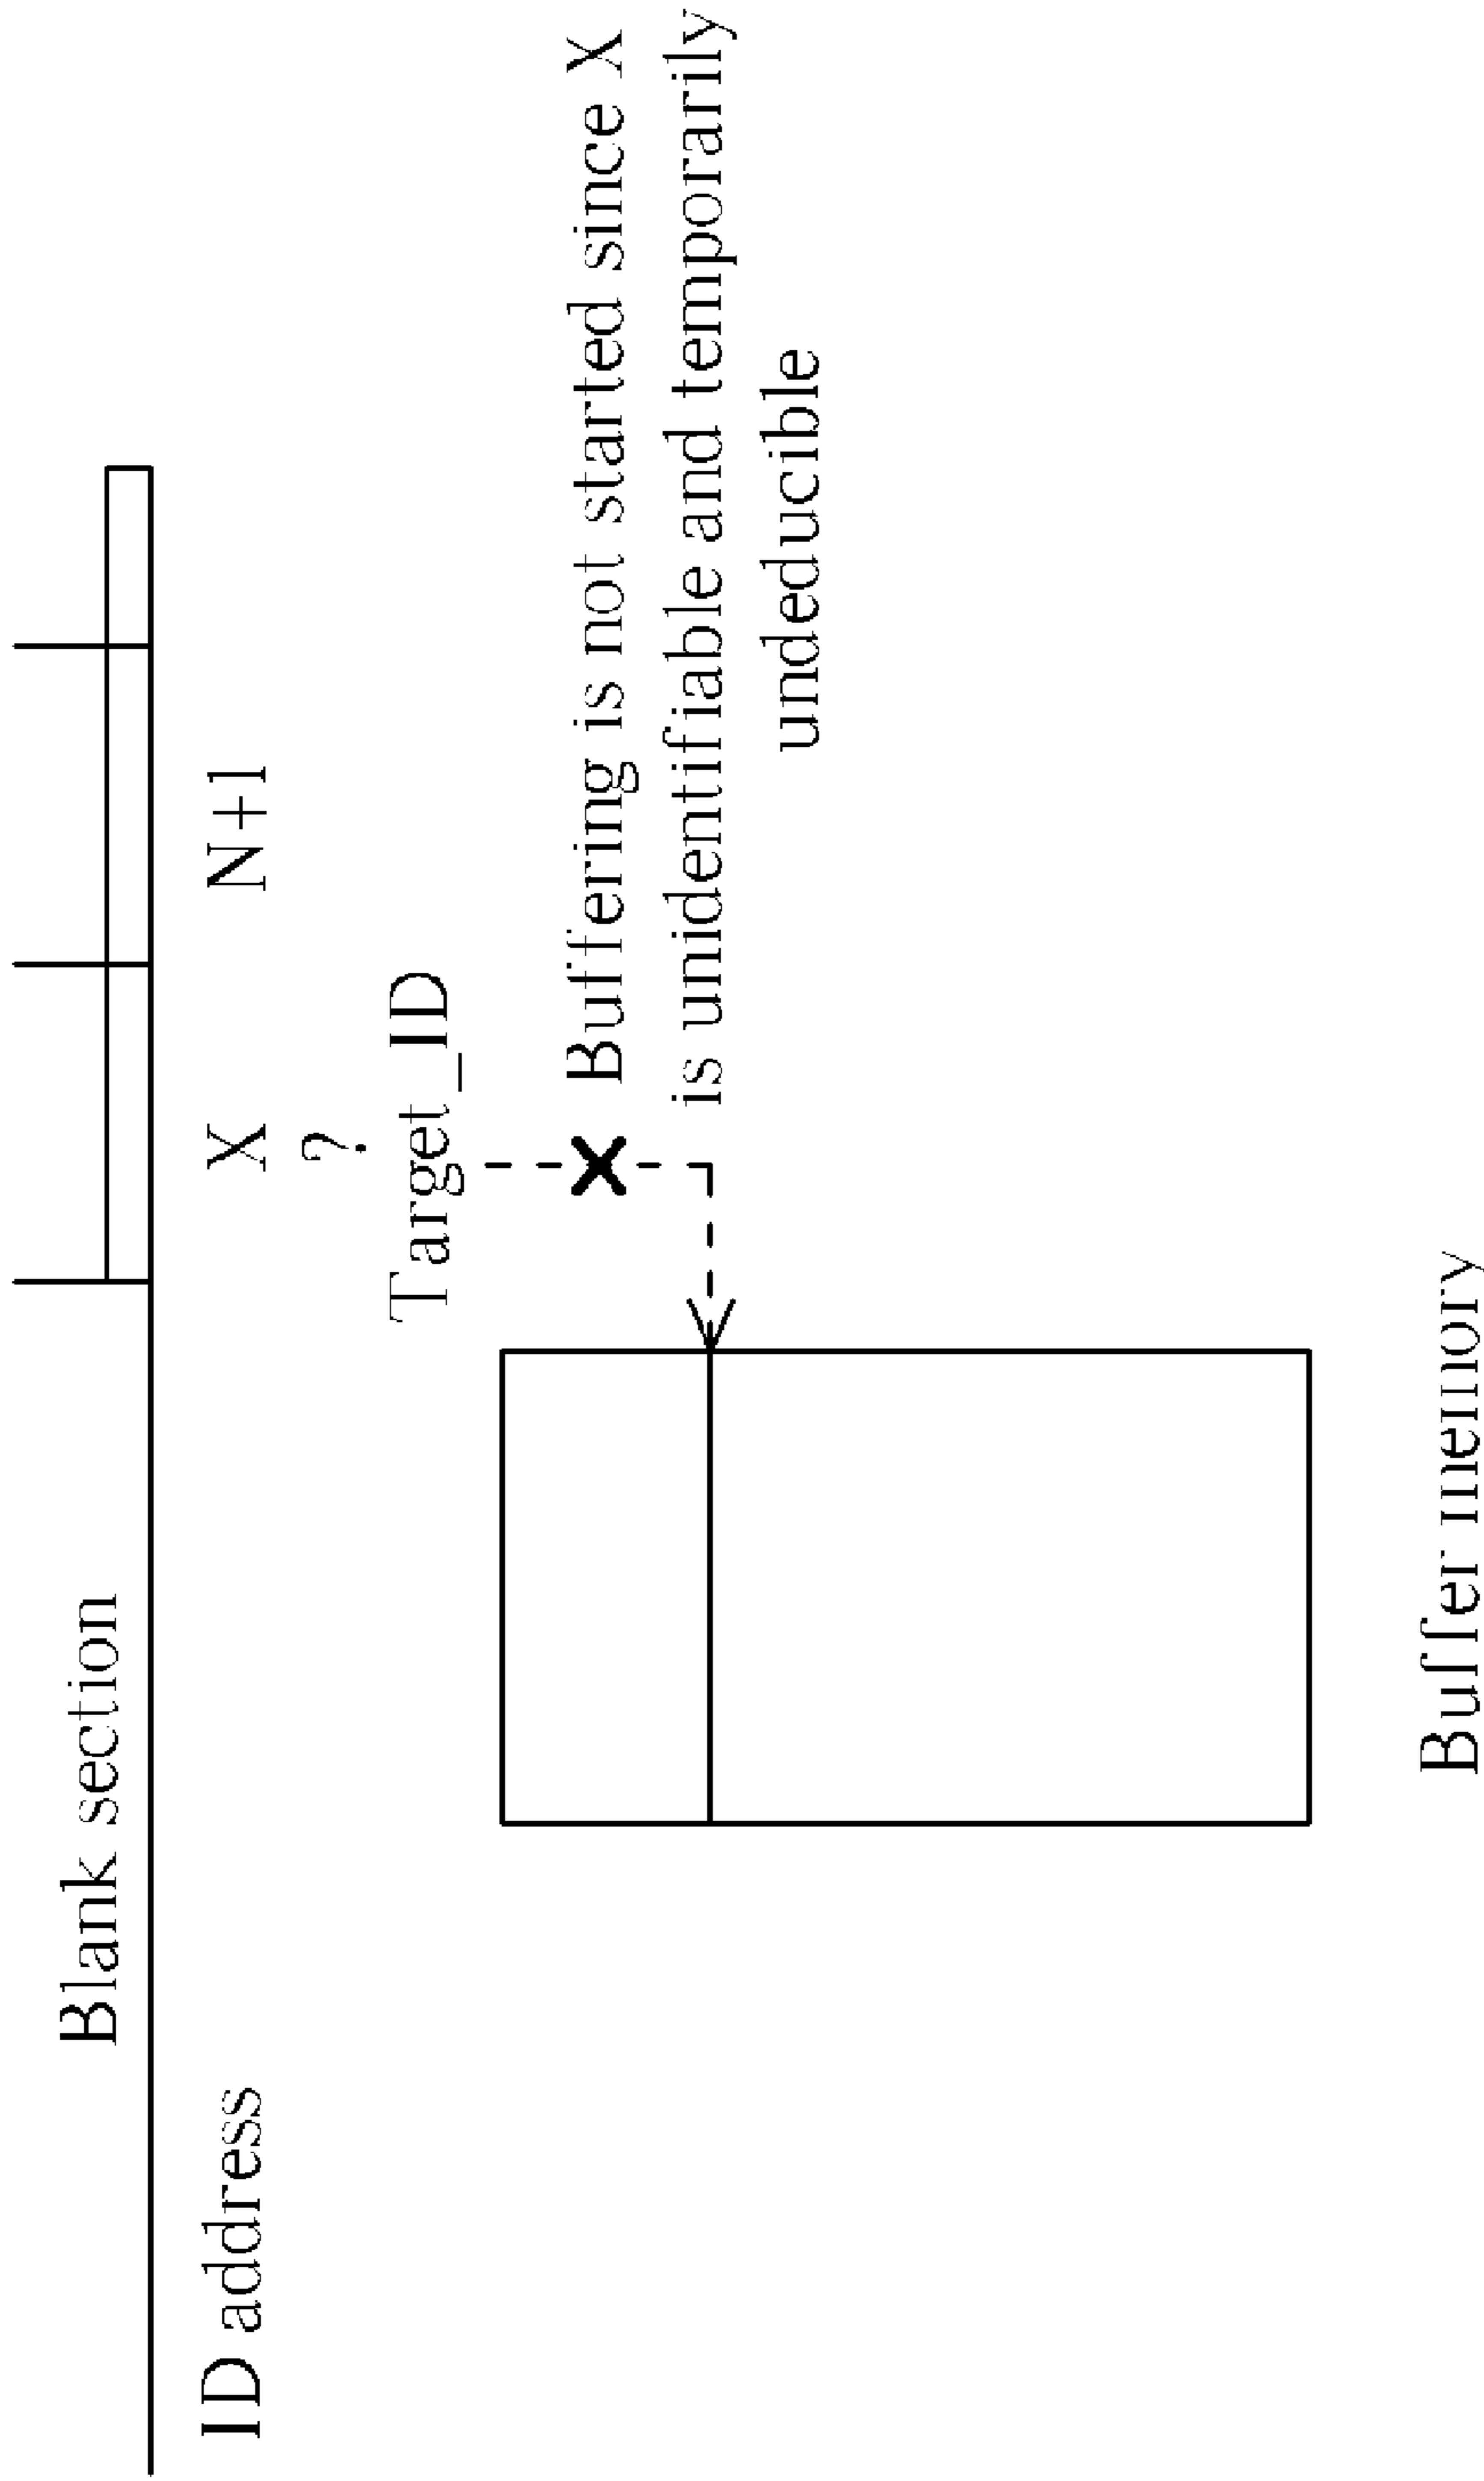 Blank section
ID address
X
N+1
?
Target_ID
Buffering is not started since X
is unidentifiable and temporarily
undeducible
Buffer memory